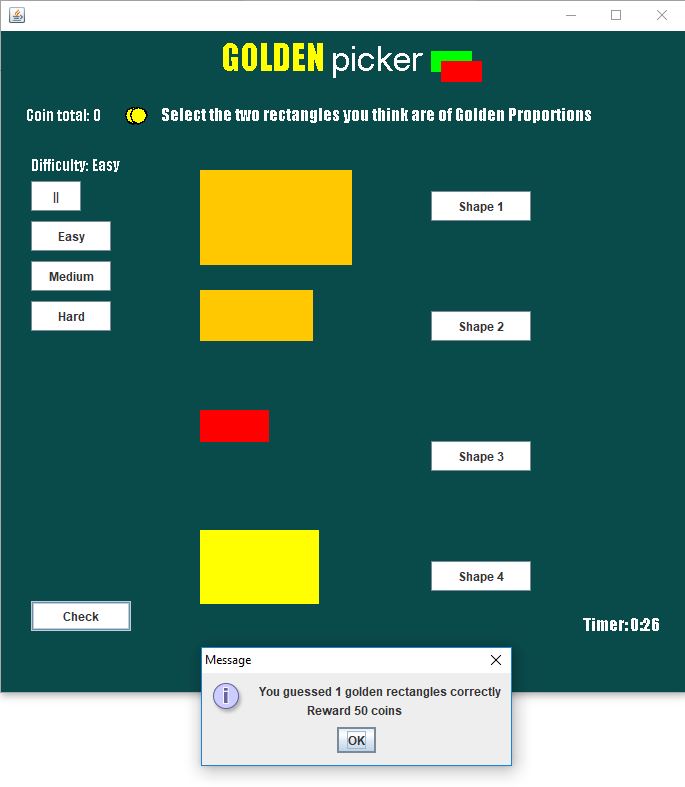 GOLDEN picker
Coin total: 0
Select the two rectangles you think are of Golden Proportions
Difficulty: Easy
||
Shape 1
Easy
Medium
Hard
Shape 2
Shape 3
Shape 4
Check
Timer: 0:26
Message
You guessed 1 golden rectangles correctly
Reward 50 coins
OK